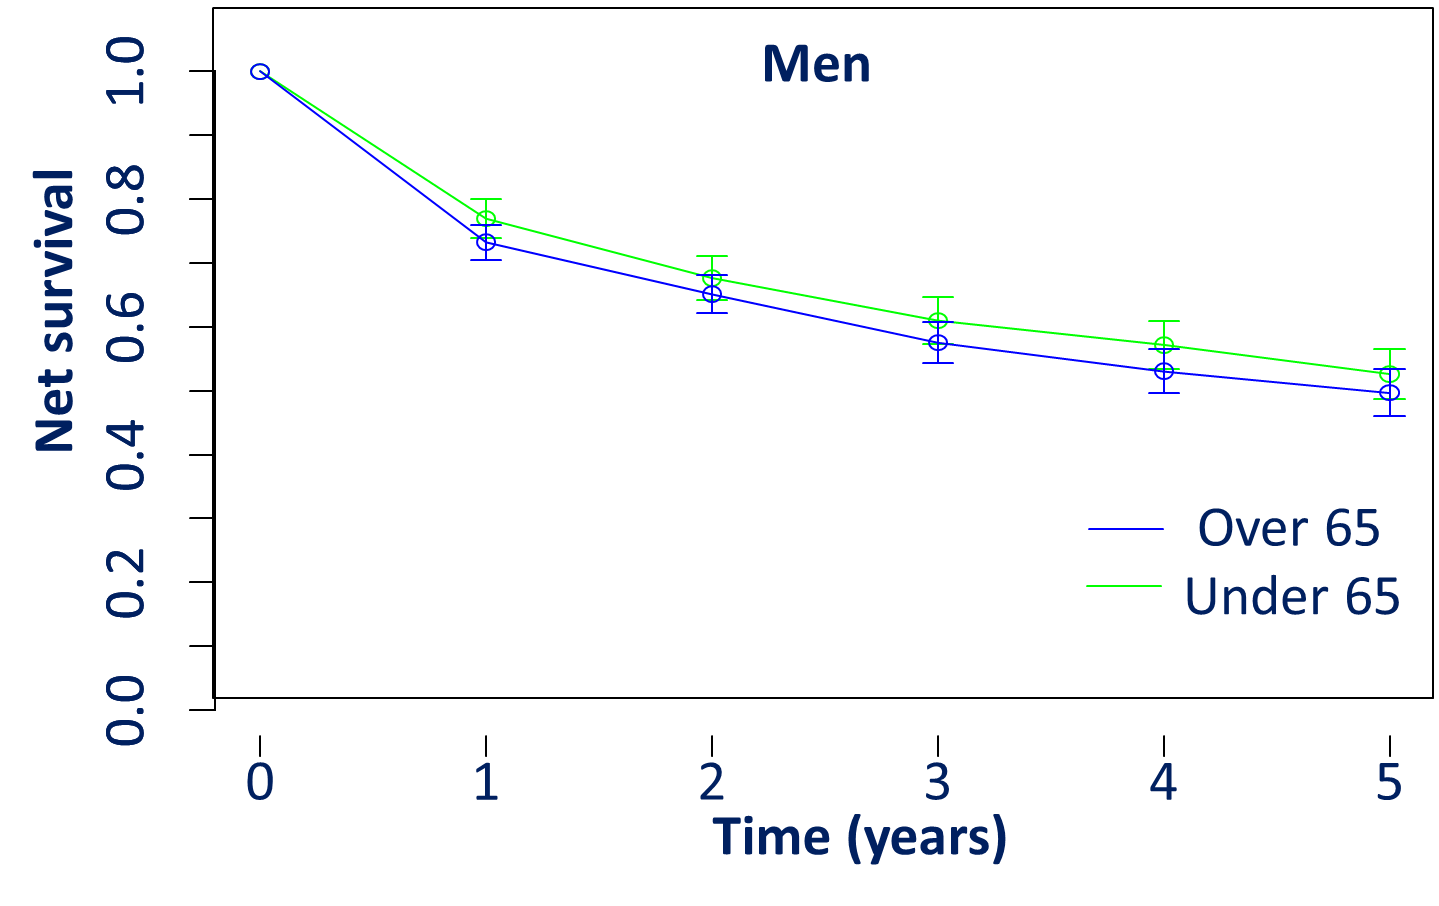 Men
Net survival
1.0
0.8
0.6
0.4
0.2
0.0
Over 65
Under 65
0 1 2 3 4 5
Time (years)